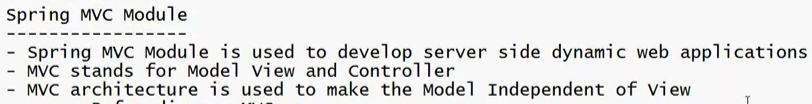 Spring MVC Module
-----------------
- Spring MVC Module is used to develop server side dynamic web applications
- MVC stands for Model View and Controller
- MVC architecture is used to make the Model Independent of View